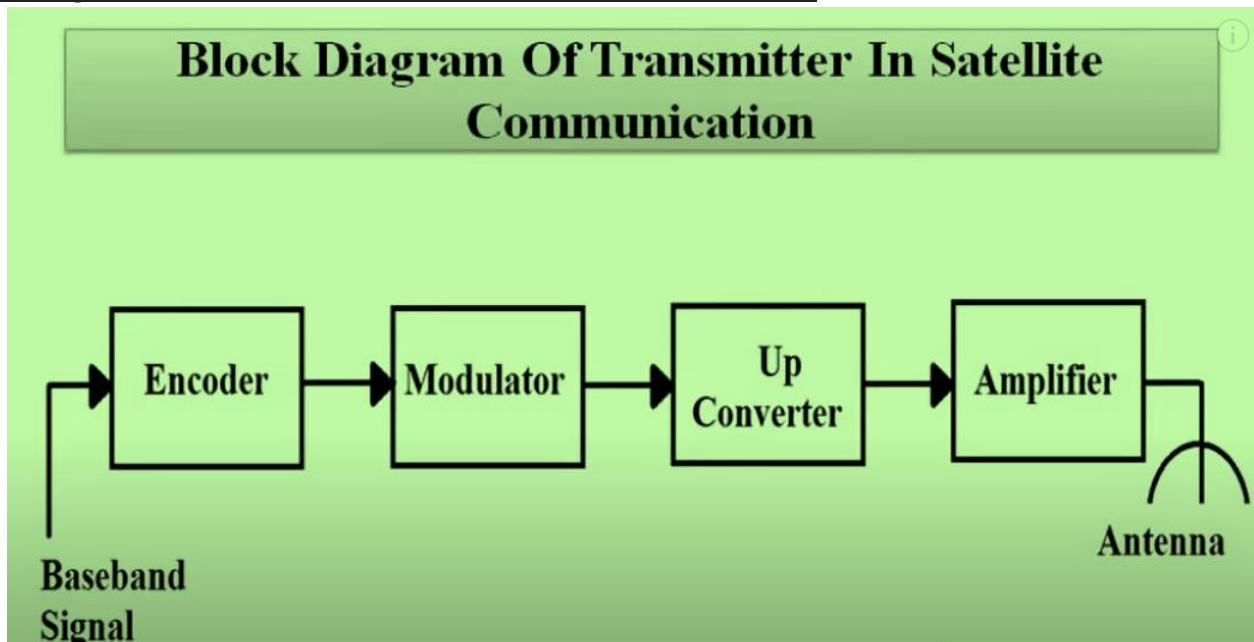 Block Diagram Of Transmitter In Satellite
Communication
Encoder
Modulator
Up
Converter
Amplifier
Antenna
Baseband
Signal